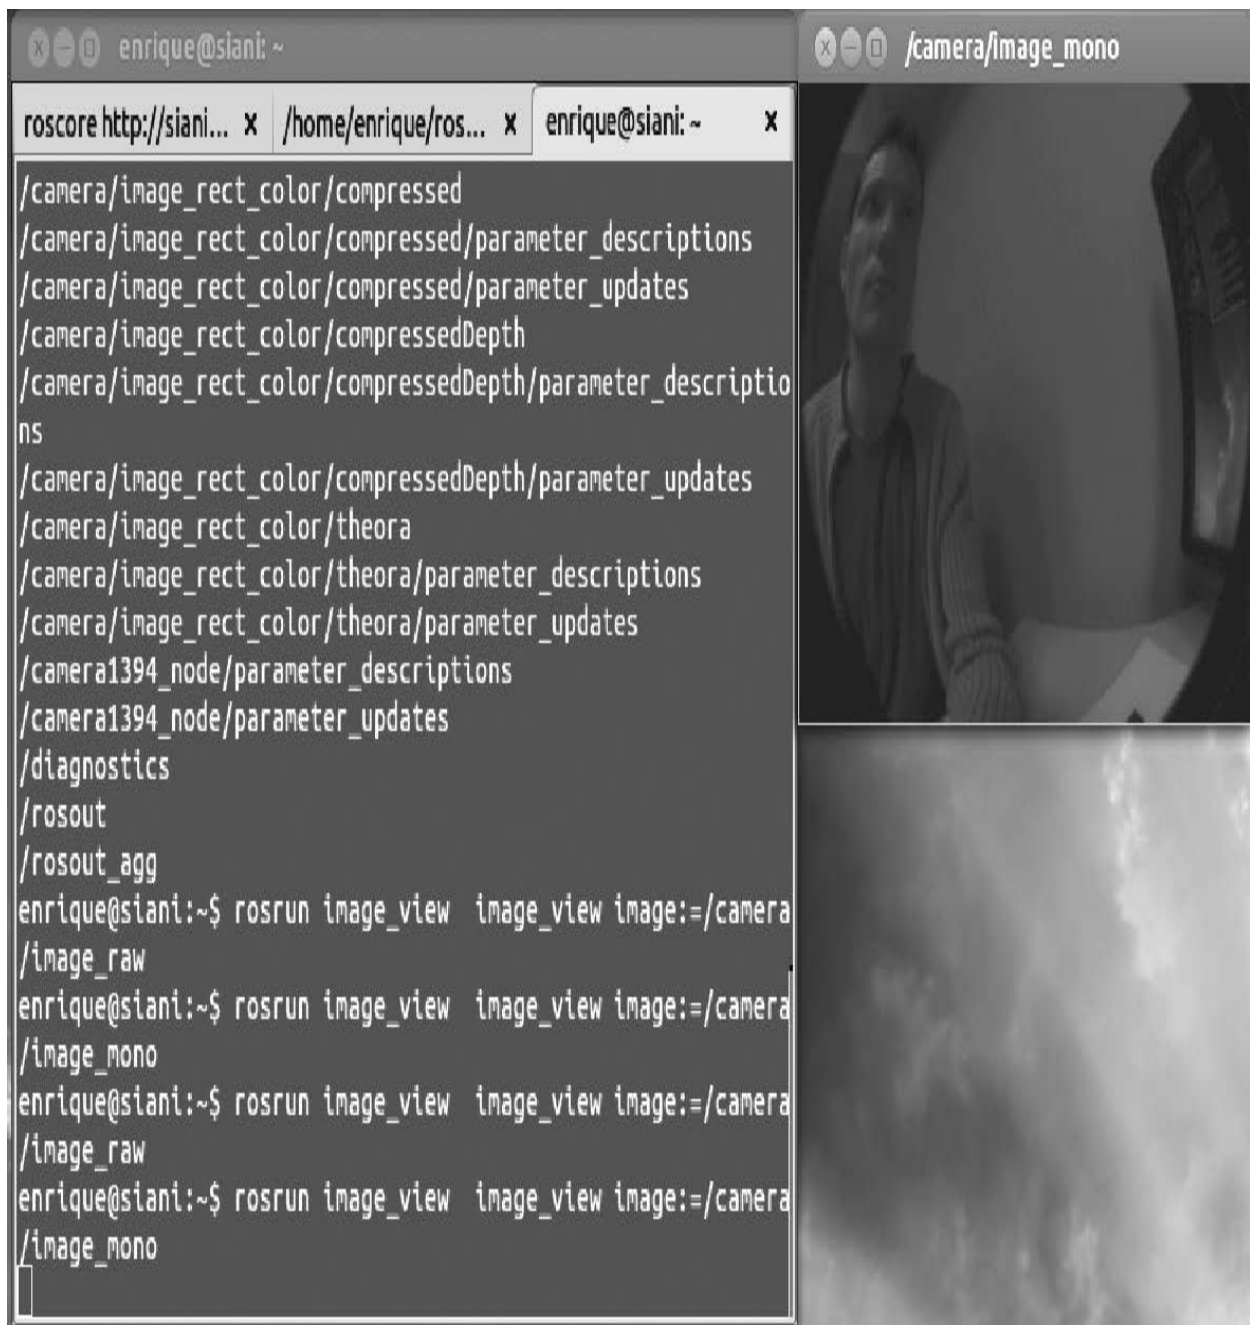 enrique@siani: ~
/camera/image_mono
roscore http://siani... x /home/enrique/ros... x enrique@siani: ~ x
/camera/image_rect_color/compressed
/camera/image_rect_color/compressed/parameter_descriptions
/camera/image_rect_color/compressed/parameter_updates
/camera/image_rect_color/compressedDepth
/camera/image_rect_color/compressedDepth/parameter_descriptio
ns
/camera/image_rect_color/compressedDepth/parameter_updates
/camera/image_rect_color/theora
/camera/image_rect_color/theora/parameter_descriptions
/camera/image_rect_color/theora/parameter_updates
/camera1394_node/parameter_descriptions
/camera1394_node/parameter_updates
/diagnostics
/rosout
/rosout_agg
enrique@siani:~$ rosrun image_view  image_view image:=/camera
/image_raw
enrique@siani:~$ rosrun image_view  image_view image:=/camera
/image_mono
enrique@siani:~$ rosrun image_view  image_view image:=/camera
/image_raw
enrique@siani:~$ rosrun image_view  image_view image:=/camera
/image_mono